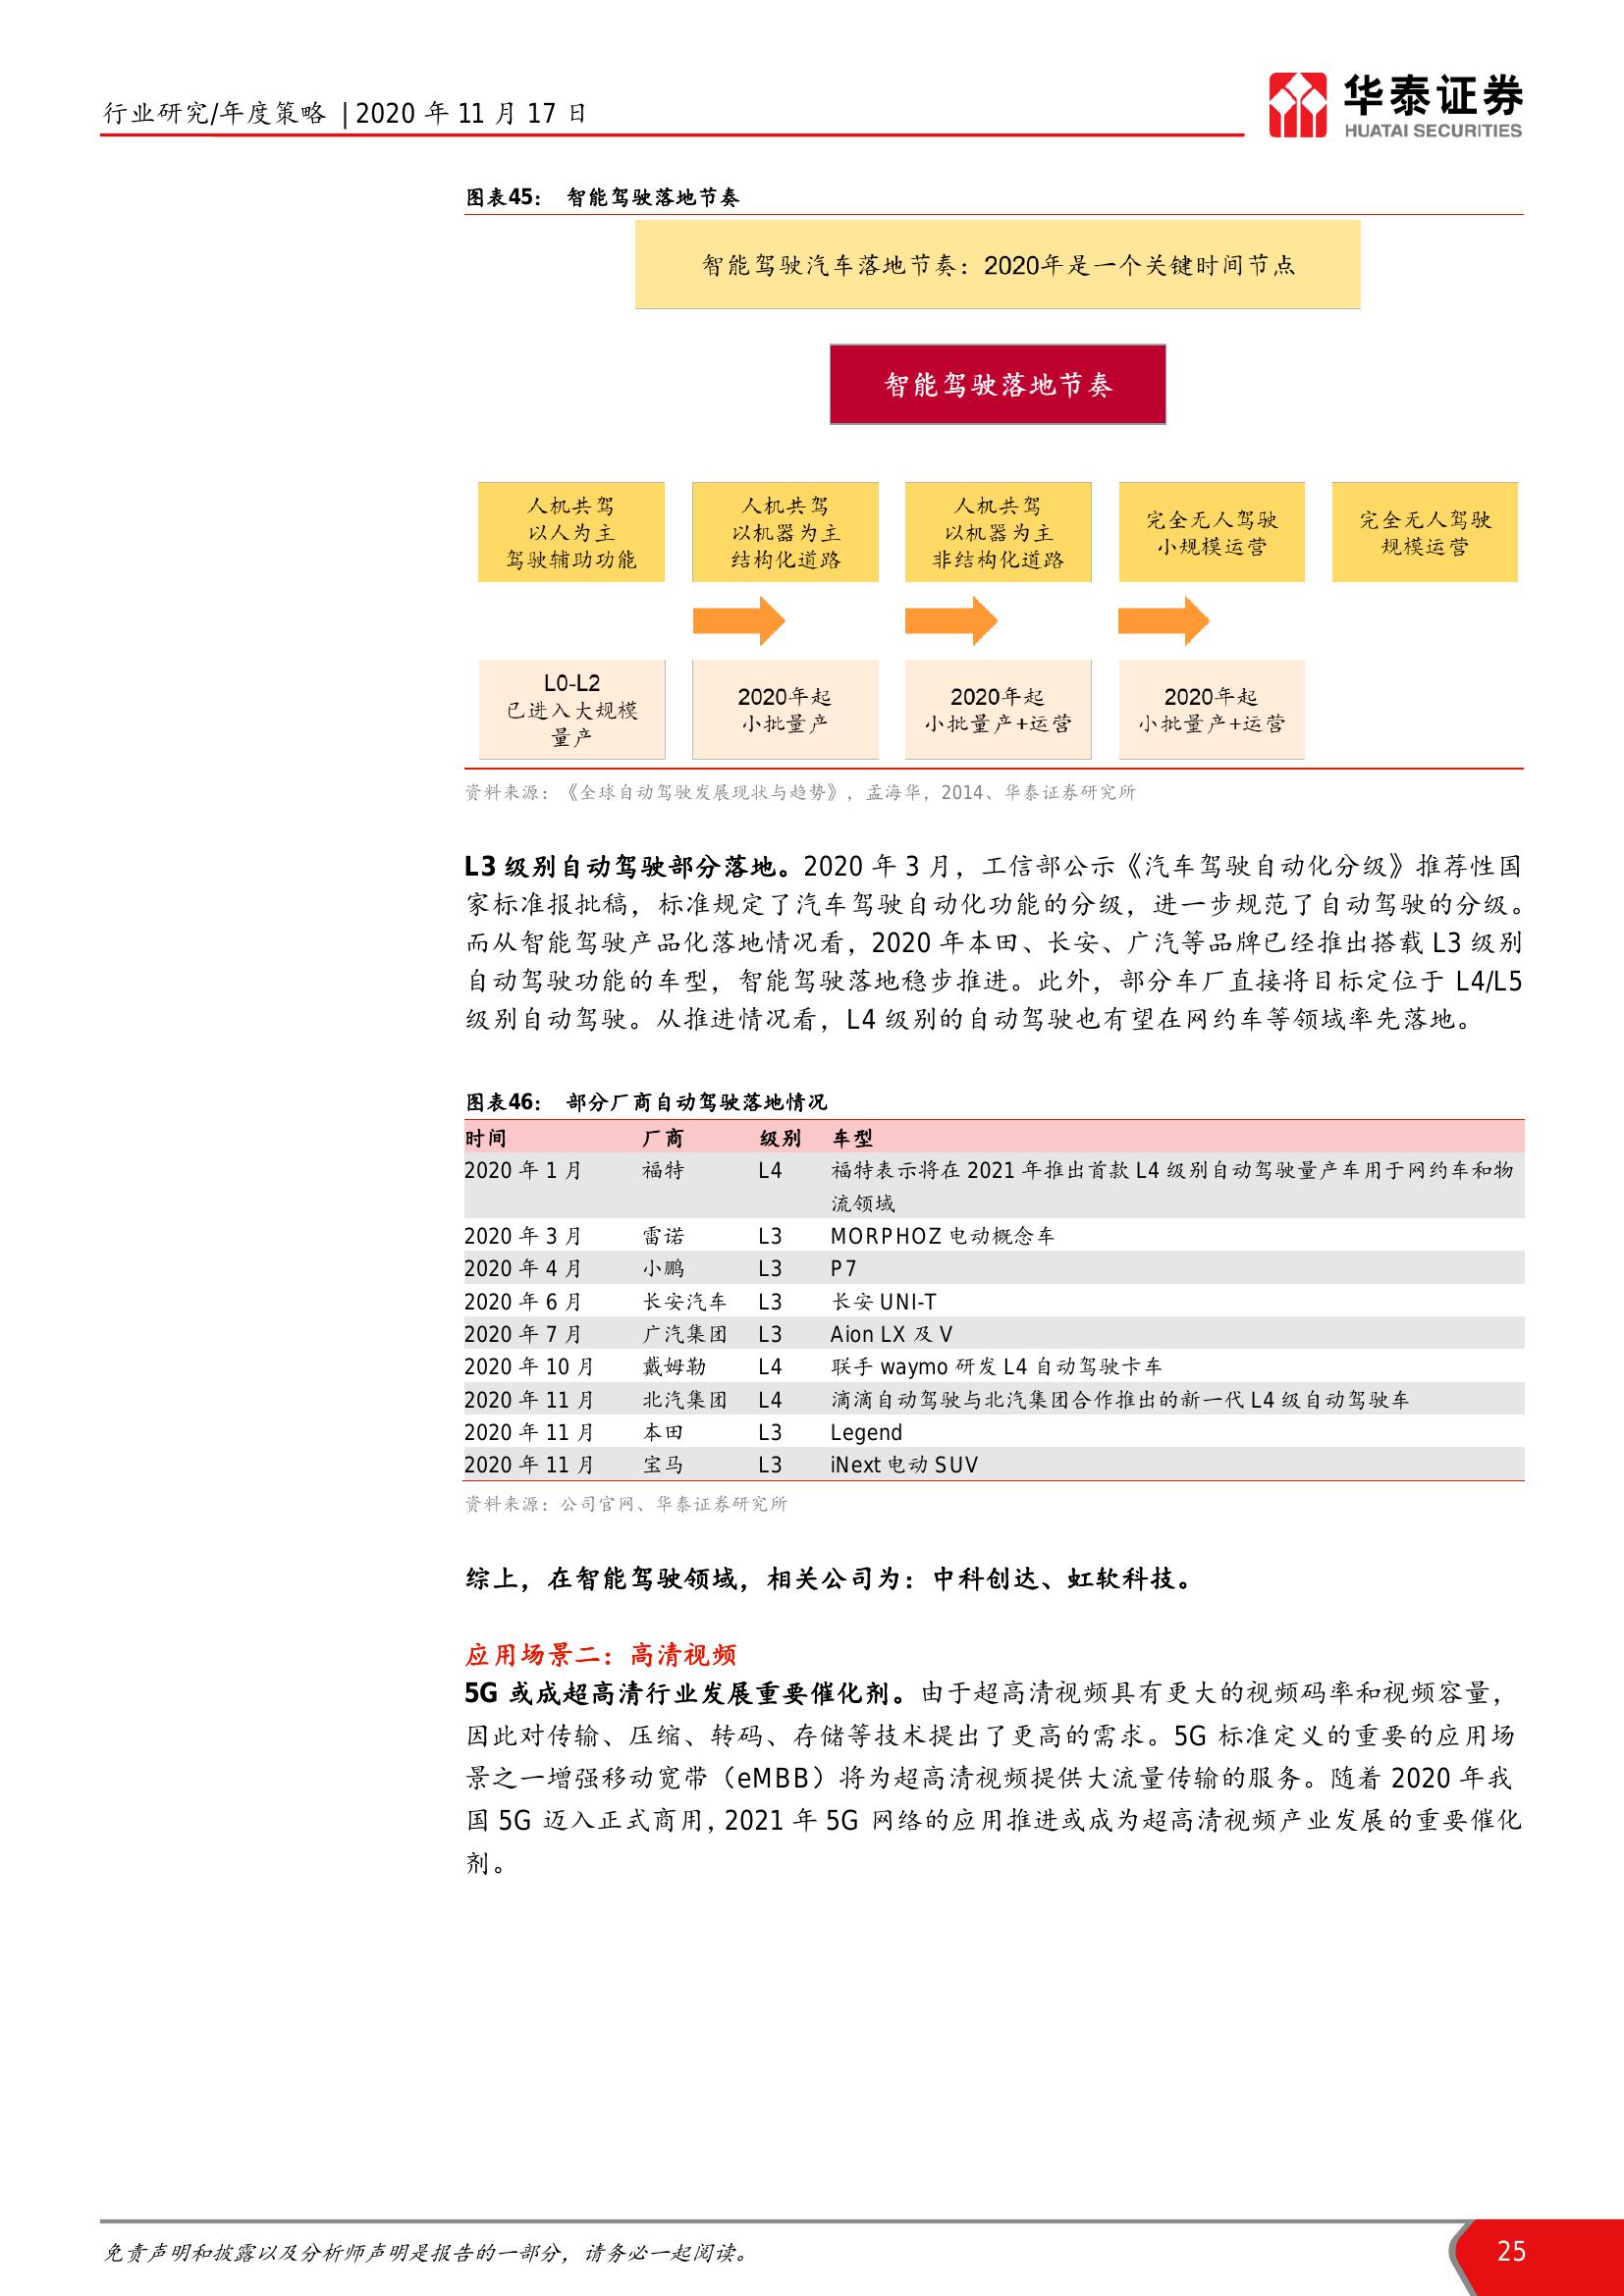 行业研究/年度策略 | 2020 年 11 月 17 日
华泰证券
HUATAI SECURITIES
图表45： 智能驾驶落地节奏
智能驾驶汽车落地节奏：2020年是一个关键时间节点
智能驾驶落地节奏
人机共驾
以人为主
驾驶辅助功能
人机共驾
以机器为主
结构化道路
人机共驾
以机器为主
非结构化道路
完全无人驾驶
小规模运营
完全无人驾驶
规模运营
L0-L2
已进入大规模
量产
2020年起
小批量产
2020年起
小批量产+运营
2020年起
小批量产+运营
资料来源：《全球自动驾驶发展现状与趋势》，孟海华，2014、华泰证券研究所
L3 级别自动驾驶部分落地。2020 年 3 月，工信部公示《汽车驾驶自动化分级》推荐性国
家标准报批稿，标准规定了汽车驾驶自动化功能的分级，进一步规范了自动驾驶的分级。
而从智能驾驶产品化落地情况看，2020 年本田、长安、广汽等品牌已经推出搭载 L3 级别
自动驾驶功能的车型，智能驾驶落地稳步推进。此外，部分车厂直接将目标定位于 L4/L5
级别自动驾驶。从推进情况看，L4 级别的自动驾驶也有望在网约车等领域率先落地。
图表46： 部分厂商自动驾驶落地情况
时间 厂商 级别 车型
2020 年 1 月 福特 L4 福特表示将在 2021 年推出首款 L4 级别自动驾驶量产车用于网约车和物
流领域
2020 年 3 月 雷诺 L3 MORPHOZ 电动概念车
2020 年 4 月 小鹏 L3 P7
2020 年 6 月 长安汽车 L3 长安 UNI-T
2020 年 7 月 广汽集团 L3 Aion LX 及 V
2020 年 10 月 戴姆勒 L4 联手 waymo 研发 L4 自动驾驶卡车
2020 年 11 月 北汽集团 L4 滴滴自动驾驶与北汽集团合作推出的新一代 L4 级自动驾驶车
2020 年 11 月 本田 L3 Legend
2020 年 11 月 宝马 L3 iNext 电动 SUV
资料来源：公司官网、华泰证券研究所
综上，在智能驾驶领域，相关公司为：中科创达、虹软科技。
应用场景二：高清视频
5G 或成超高清行业发展重要催化剂。由于超高清视频具有更大的视频码率和视频容量，
因此对传输、压缩、转码、存储等技术提出了更高的需求。5G 标准定义的重要的应用场
景之一增强移动宽带（eMBB）将为超高清视频提供大流量传输的服务。随着 2020 年我
国 5G 迈入正式商用，2021 年 5G 网络的应用推进或成为超高清视频产业发展的重要催化
剂。
免责声明和披露以及分析师声明是报告的一部分，请务必一起阅读。
25